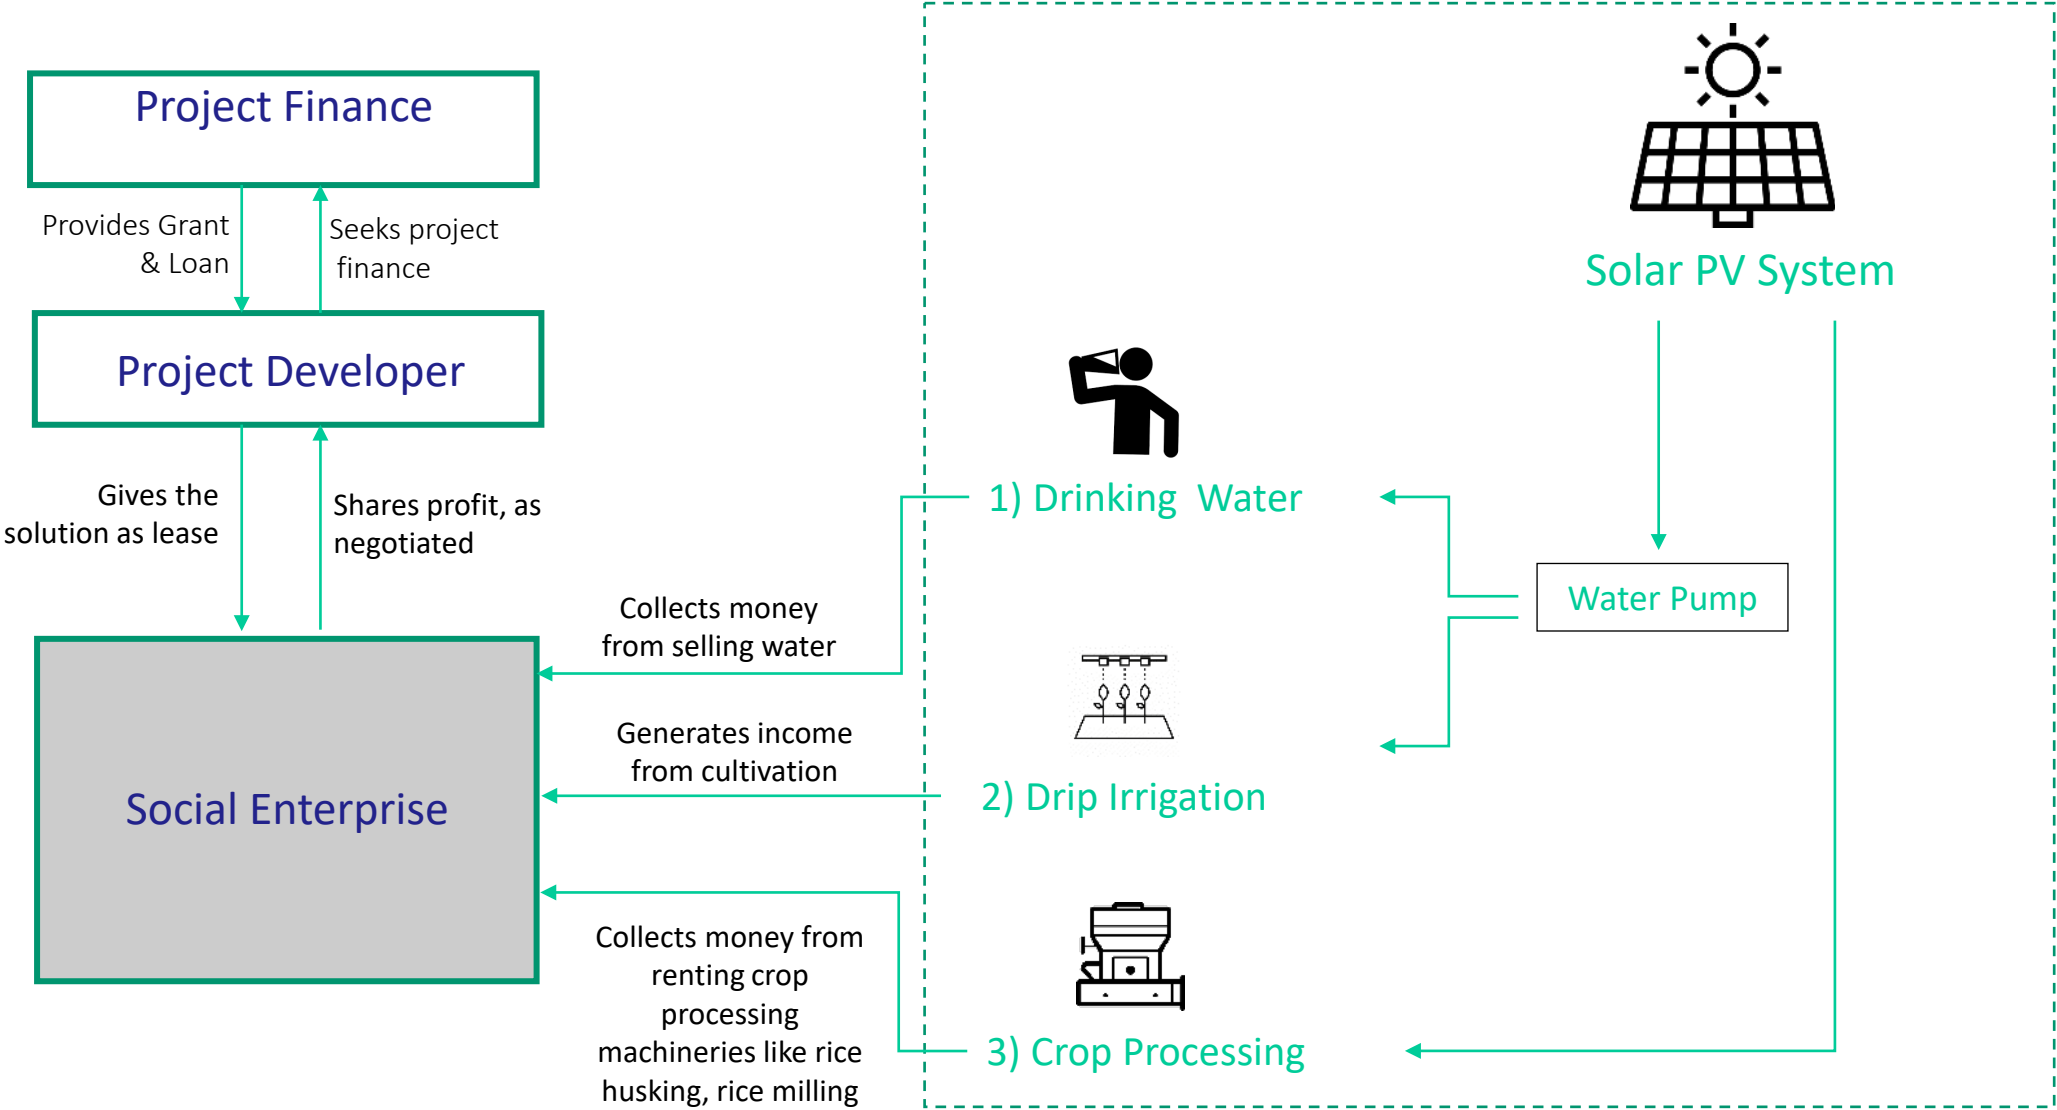 Project Finance
Provides Grant
& Loan
Seeks project
finance
Project Developer
Gives the
solution as lease
Shares profit, as
negotiated
Social Enterprise
Collects money
from selling water
Generates income
from cultivation
Collects money from
renting crop
processing
machineries like rice
husking, rice milling
Solar PV System
1) Drinking Water
Water Pump
2) Drip Irrigation
3) Crop Processing